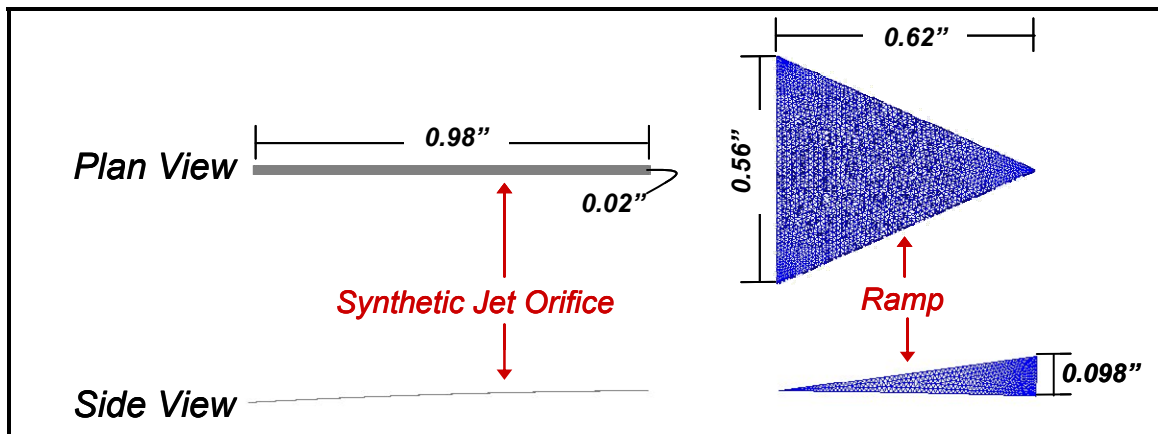 0.62”
0.98”
Plan View
0.56”
0.02”
Synthetic Jet Orifice
Ramp
0.098”
Side View